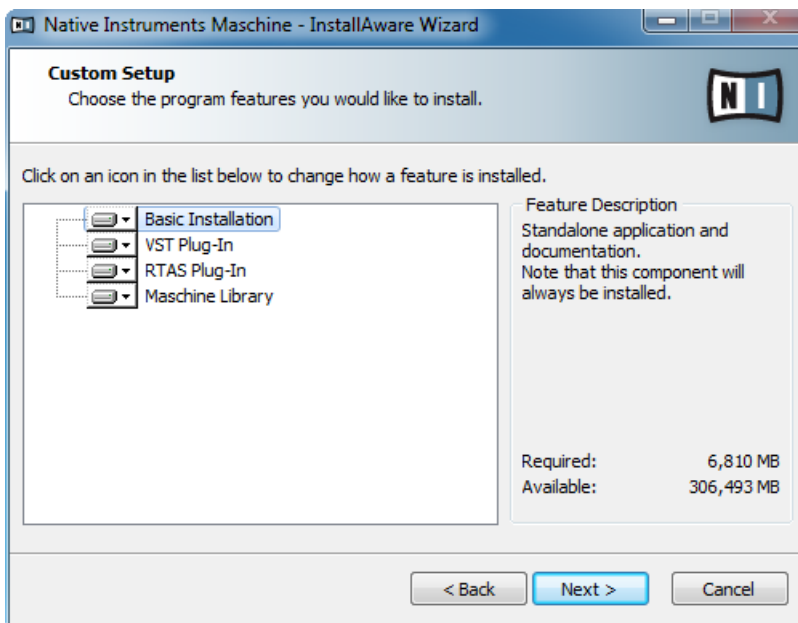 Native Instruments Maschine - InstallAware Wizard
Custom Setup
Choose the program features you would like to install.
N I
Click on an icon in the list below to change how a feature is installed.
Basic Installation
VST Plug-In
RTAS Plug-In
Maschine Library
Feature Description
Standalone application and
documentation.
Note that this component will
always be installed.
Required: 6,810 MB
Available: 306,493 MB
< Back Next > Cancel